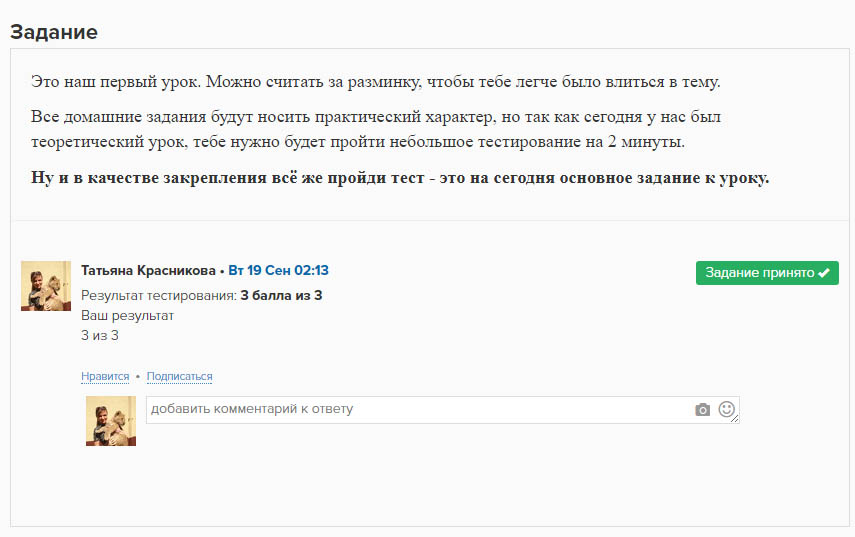 Задание
Это наш первый урок. Можно считать за разминку, чтобы тебе легче было влиться в тему.
Все домашние задания будут носить практический характер, но так как сегодня у нас был
теоретический урок, тебе нужно будет пройти небольшое тестирование на 2 минуты.
Ну и в качестве закрепления всё же пройди тест - это на сегодня основное задание к уроку.
Татьяна Красникова • Вт 19 Сен 02:13
Задание принято
Результат тестирования: 3 балла из 3
Ваш результат
3 из 3
Нравится • Подписаться
добавить комментарий к ответу